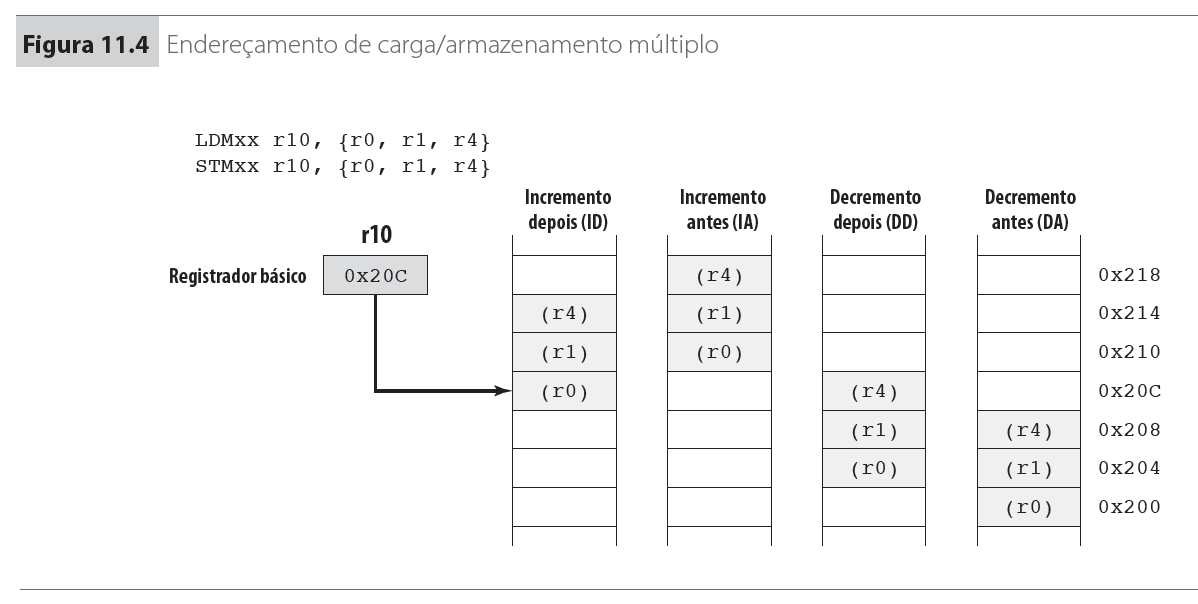 Figura 11.4 Endereçamento de carga/armazenamento múltiplo
LDMxx r10, {r0, r1, r4}
STMxx r10, {r0, r1, r4}
Incremento depois (ID)
Incremento antes (IA)
Decremento depois (DD)
Decremento antes (DA)
r10
Registrador básico 0x20C
(r4) 0x218
(r4) (r1) 0x214
(r1) (r0) 0x210
(r0) (r4) 0x20C
(r1) (r4) 0x208
(r0) (r1) 0x204
(r0) 0x200